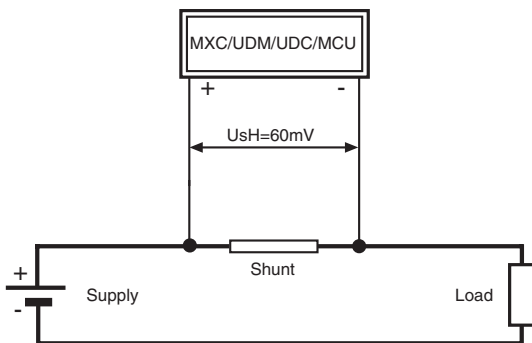 MXC/UDM/UDC/MCU
+ -
UsH=60mV
Shunt
+
Supply
Load
-